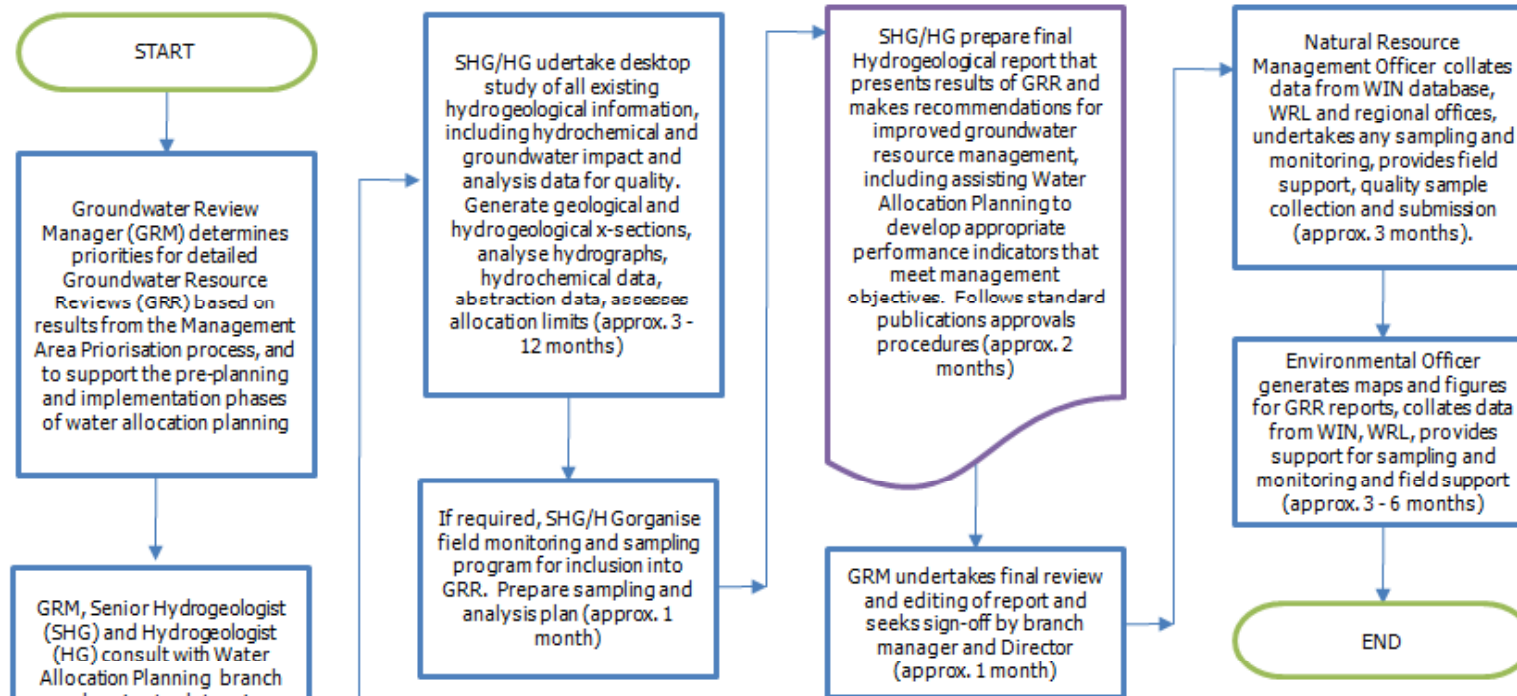 START
Groundwater Review
Manager (GRM) determines
priorities for detailed
Groundwater Resource
Reviews (GRR) based on
results from the Management
Area Priorisation process, and
to support the pre-planning
and implementation phases
of water allocation planning
GRM, Senior Hydrogeologist
(SHG) and Hydrogeologist
(HG) consult with Water
Allocation Planning branch
SHG/HG udertake desktop
study of all existing
hydrogeological information,
including hydrochemical and
groundwater impact and
analysis data for quality.
Generate geological and
hydrogeological x-sections,
analyse hydrographs,
hydrochemical data,
abstraction data, assesses
allocation limits (approx. 3 -
12 months)
If required, SHG/HGorganise
field monitoring and sampling
program for inclusion into
GRR. Prepare sampling and
analysis plan (approx. 1
month)
SHG/HG prepare final
Hydrogeological report that
presents results of GRR and
makes recommendations for
improved groundwater
resource management,
including assisting Water
Allocation Planning to
develop appropriate
performance indicators that
meet management
objectives. Follows standard
publications approvals
procedures (approx. 2
months)
GRM undertakes final review
and editing of report and
seeks sign-off by branch
manager and Director
(approx. 1 month)
Natural Resource
Management Officer collates
data from WIN database,
WRL and regional offices,
undertakes any sampling and
monitoring, provides field
support, quality sample
collection and submission
(approx. 3 months).
Environmental Officer
generates maps and figures
for GRR reports, collates data
from WIN, WRL, provides
support for sampling and
monitoring and field support
(approx. 3 - 6 months)
END